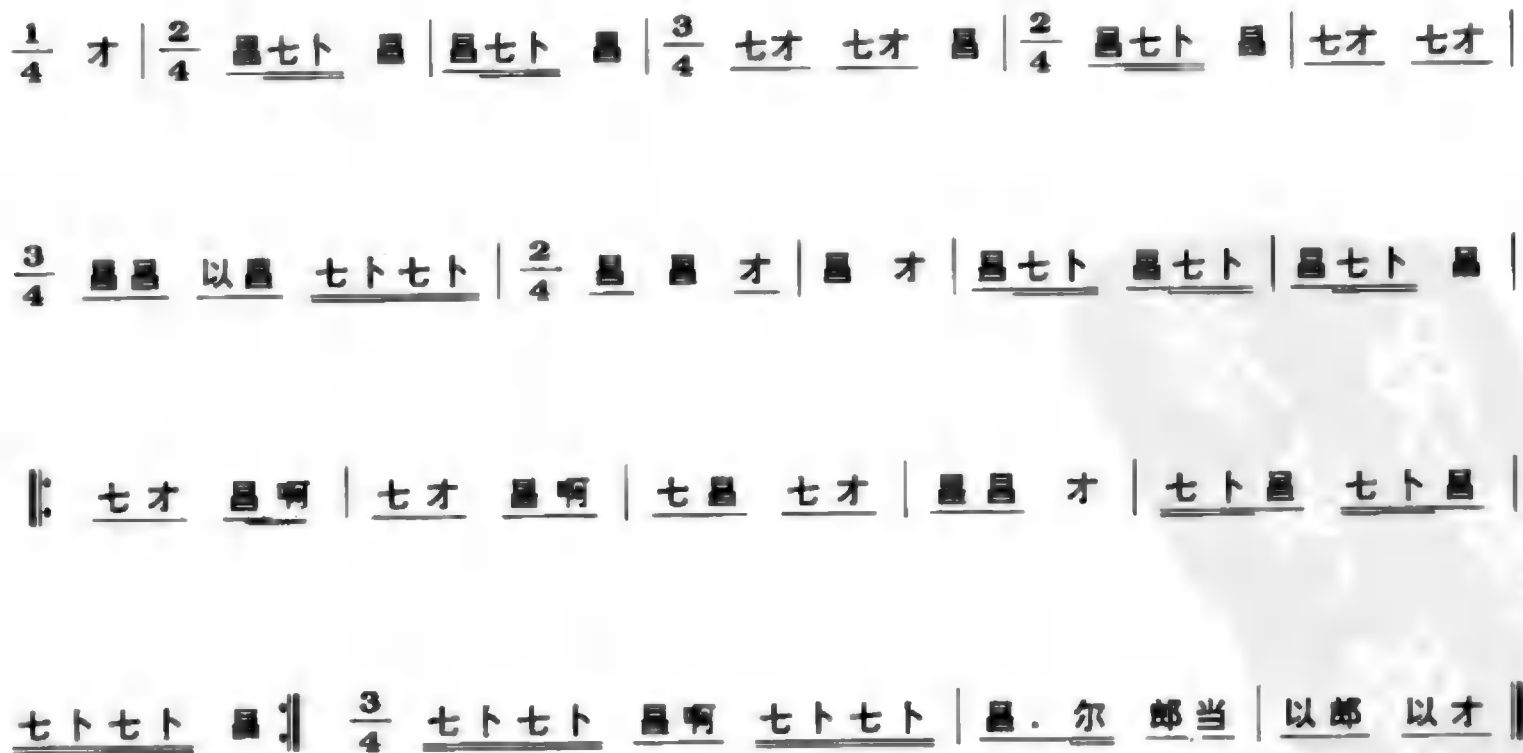 1/4 才 | 2/4 昌七卜 昌 | 昌七卜 昌 | 3/4 七才 七才 昌 | 2/4 昌七卜 昌 | 七才 七才 |
3/4 昌昌 以昌 七卜七卜 | 2/4 昌 昌 才 | 昌 才 | 昌七卜 昌七卜 | 昌七卜 昌 |
‖: 七才 昌啊 | 七才 昌啊 | 七昌 七才 | 昌昌 才 | 七卜昌 七卜昌 |
七卜七卜 昌 :‖ 3/4 七卜七卜 昌啊 七卜七卜 | 昌. 尔 郎当 | 以郎 以才 ‖